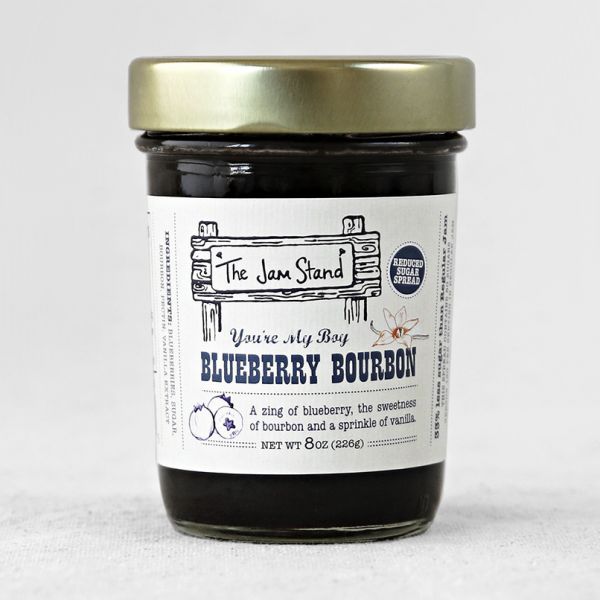 The Jam Stand
REDUCED
SUGAR
SPREAD
You're My Boy
BLUEBERRY BOURBON
A zing of blueberry, the sweetness
of bourbon and a sprinkle of vanilla.
NET WT 8OZ (226g)
INGREDIENTS: BLUEBERRIES, SUGAR,
BOURBON, PECTIN, VANILLA EXTRACT
55% less sugar than Regular Jam